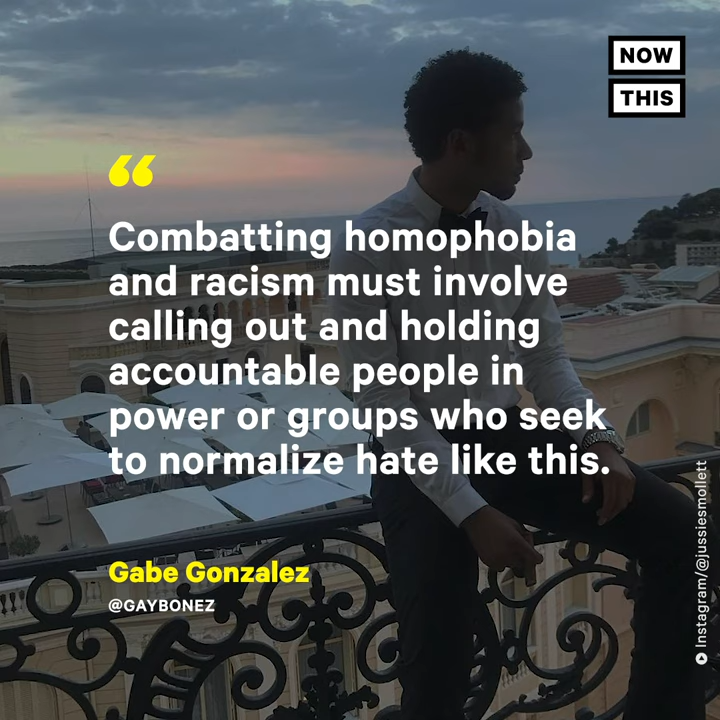 NOW
THIS
“
Combatting homophobia
and racism must involve
calling out and holding
accountable people in
power or groups who seek
to normalize hate like this.
Gabe Gonzalez
@GAYBONEZ
Instagram/@jussiesmollett